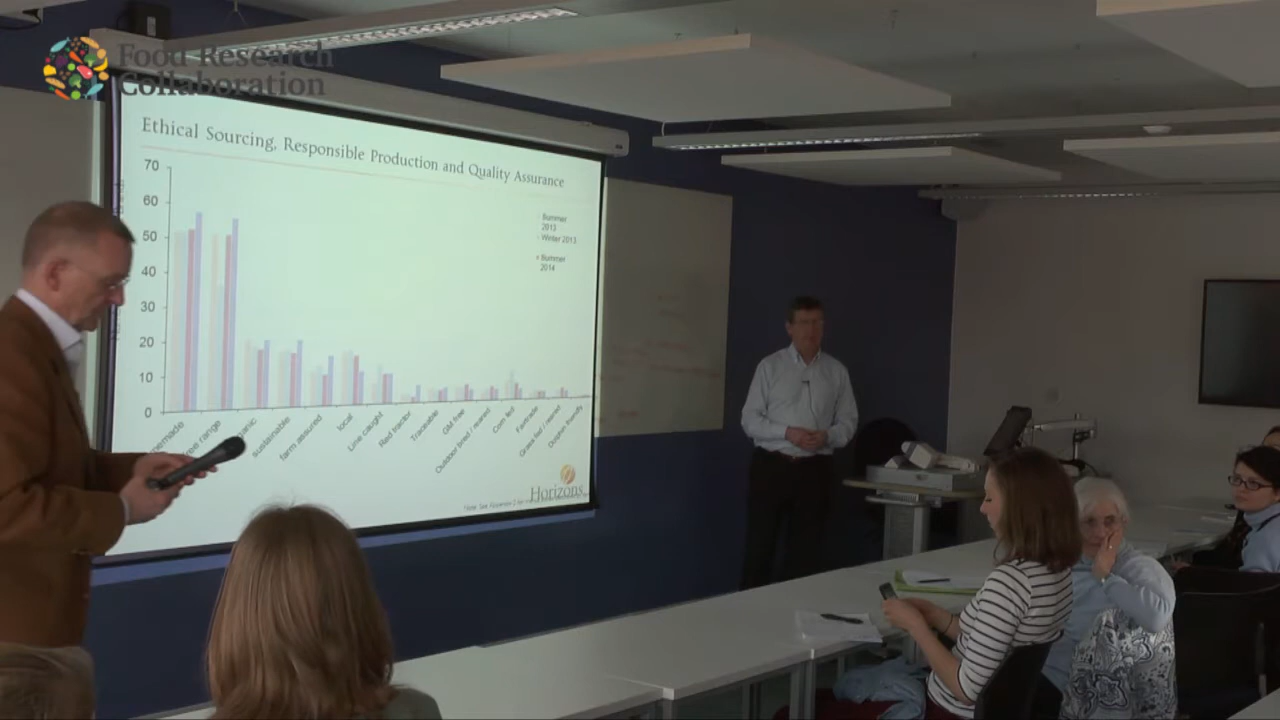 Food Research
Collaboration
Ethical Sourcing, Responsible Production and Quality Assurance
70
60
50
40
30
20
10
0
Summer
2013
Winter 2013
Summer
2014
sustainable
farm assured
local
Line caught
Red tractor
Traceable
GM free
Outdoor bred / reared
Corn fed
Fairtrade
Grass fed / reared
Dolphin friendly
Horizons